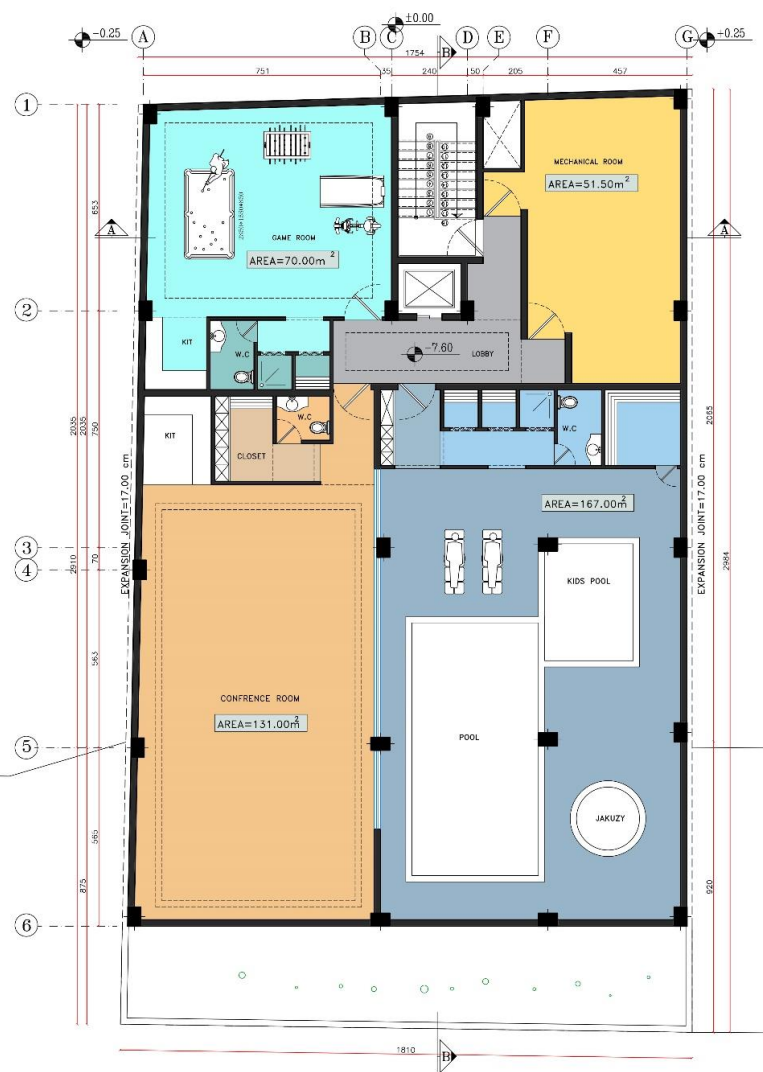 ±0.00
-0.25
+0.25
A
B
C
D
E
F
G
1754
B
751
35
240
50
205
457
1
MECHANICAL ROOM
AREA=51.50m²
653
A
A
GAME ROOM
AREA=70.00m²
2
-7.60
LOBBY
KIT
W.C
2035
2035
750
2065
KIT
W.C
CLOSET
W.C
EXPANSION JOINT=17.00 cm
EXPANSION JOINT=17.00 cm
AREA=167.00m²
3
4
70
2910
2984
KIDS POOL
563
CONFRENCE ROOM
AREA=131.00m²
POOL
5
JAKUZY
565
875
920
6
1810
B